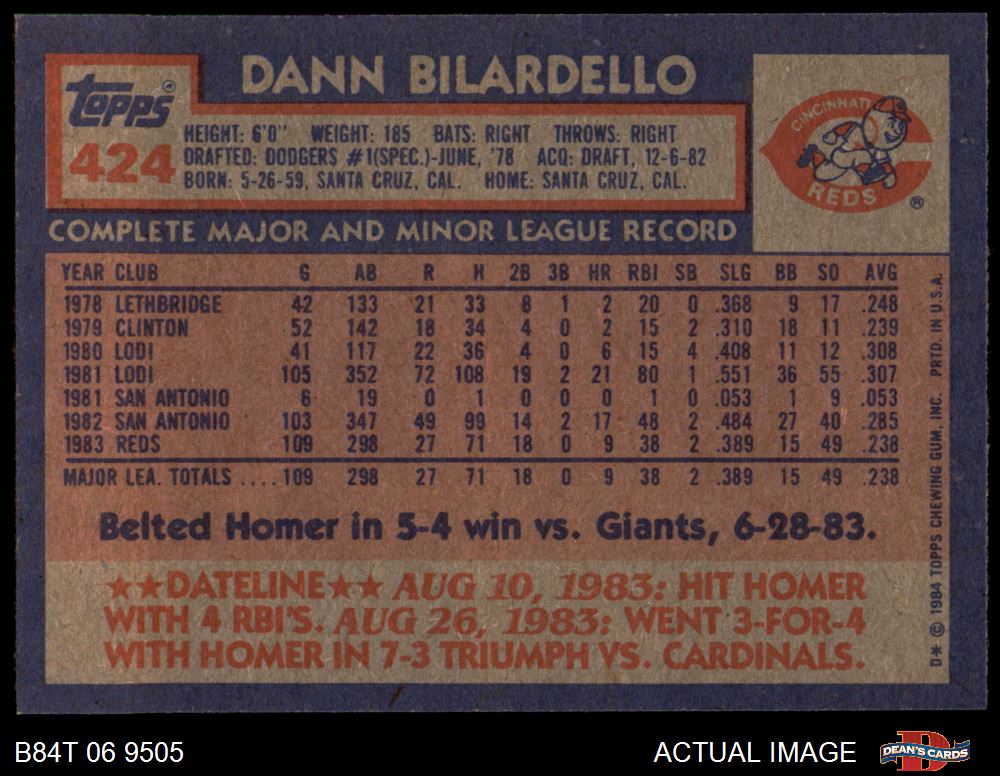 DANN BILARDELLO
topps®
424
HEIGHT: 6'0" WEIGHT: 185 BATS: RIGHT THROWS: RIGHT
DRAFTED: DODGERS #1(SPEC.)-JUNE, '78 ACQ: DRAFT, 12-6-82
BORN: 5-26-59, SANTA CRUZ, CAL. HOME: SANTA CRUZ, CAL.
CINCINNATI
REDS
®
COMPLETE MAJOR AND MINOR LEAGUE RECORD
YEAR CLUB G AB R H 2B 3B HR RBI SB SLG BB SO AVG
1978 LETHBRIDGE 42 133 21 33 8 1 2 20 0 .368 9 17 .248
1979 CLINTON 52 142 18 34 4 0 2 15 2 .310 18 11 .239
1980 LODI 41 117 22 36 4 0 6 15 4 .408 11 12 .308
1981 LODI 105 352 72 108 19 2 21 80 1 .551 36 55 .307
1981 SAN ANTONIO 6 19 0 1 0 0 0 1 0 .053 1 9 .053
1982 SAN ANTONIO 103 347 49 99 14 2 17 48 2 .484 27 40 .285
1983 REDS 109 298 27 71 18 0 9 38 2 .389 15 49 .238
MAJOR LEA. TOTALS ....109 298 27 71 18 0 9 38 2 .389 15 49 .238
Belted Homer in 5-4 win vs. Giants, 6-28-83.
★★DATELINE★★ AUG 10, 1983: HIT HOMER
WITH 4 RBI'S. AUG 26, 1983: WENT 3-FOR-4
WITH HOMER IN 7-3 TRIUMPH VS. CARDINALS.
D* © 1984 TOPPS CHEWING GUM, INC. PRTD. IN U.S.A.
B84T 06 9505
ACTUAL IMAGE
DEAN'S CARDS